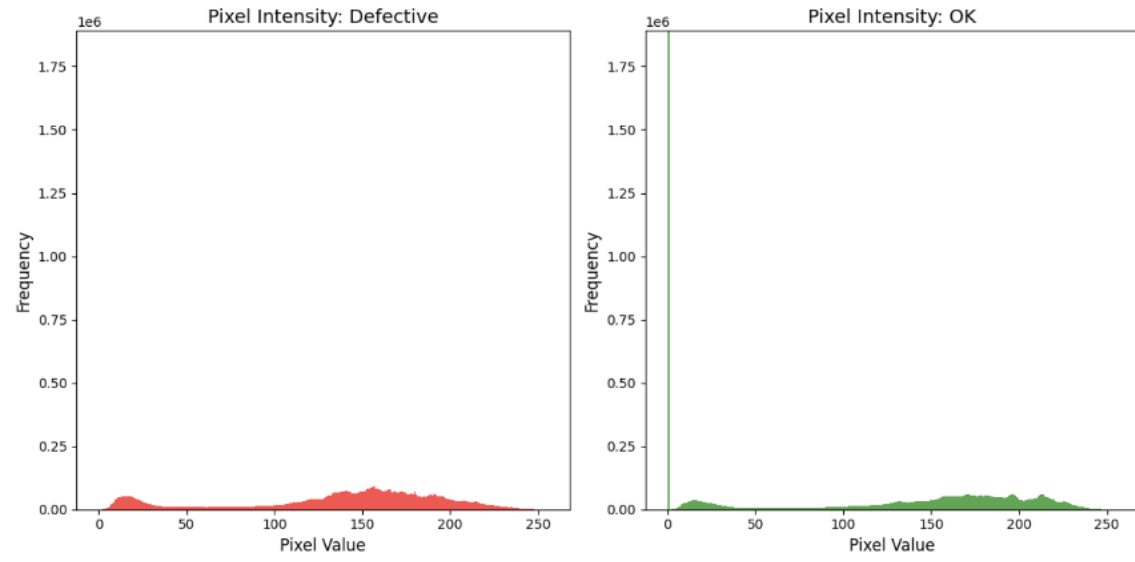 Pixel Intensity: Defective
1e6
1.75
1.50
1.25
1.00
0.75
0.50
0.25
0.00
Frequency
0 50 100 150 200 250
Pixel Value
Pixel Intensity: OK
1e6
1.75
1.50
1.25
1.00
0.75
0.50
0.25
0.00
Frequency
0 50 100 150 200 250
Pixel Value